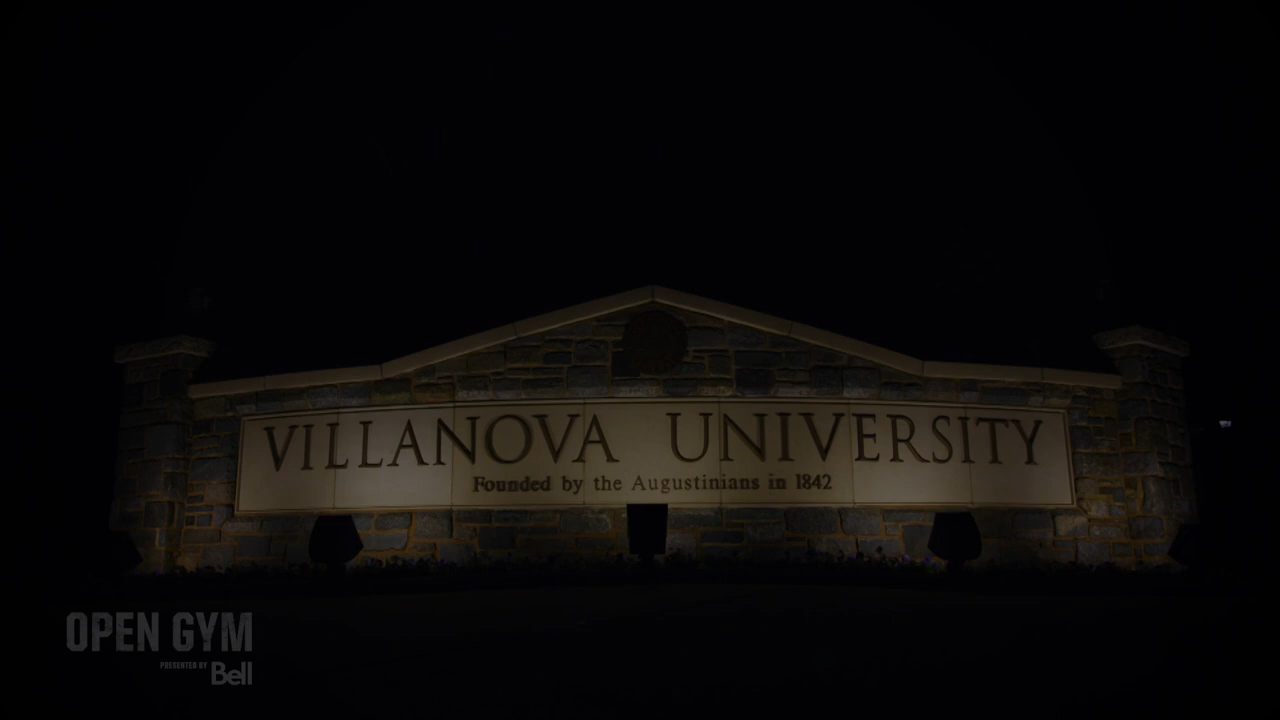 VILLANOVA UNIVERSITY
Founded by the Augustinians in 1842
OPEN GYM
PRESENTED BY
Bell